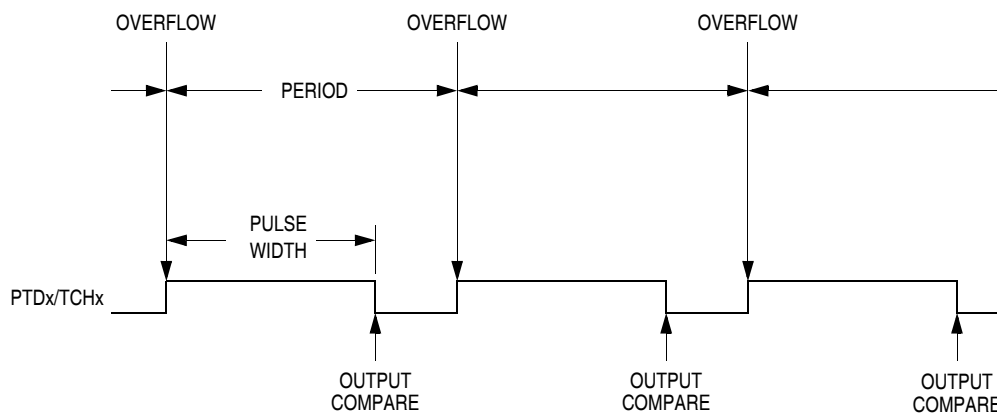 OVERFLOW
OVERFLOW
OVERFLOW
PERIOD
PULSE
WIDTH
PTDx/TCHx
OUTPUT
COMPARE
OUTPUT
COMPARE
OUTPUT
COMPARE